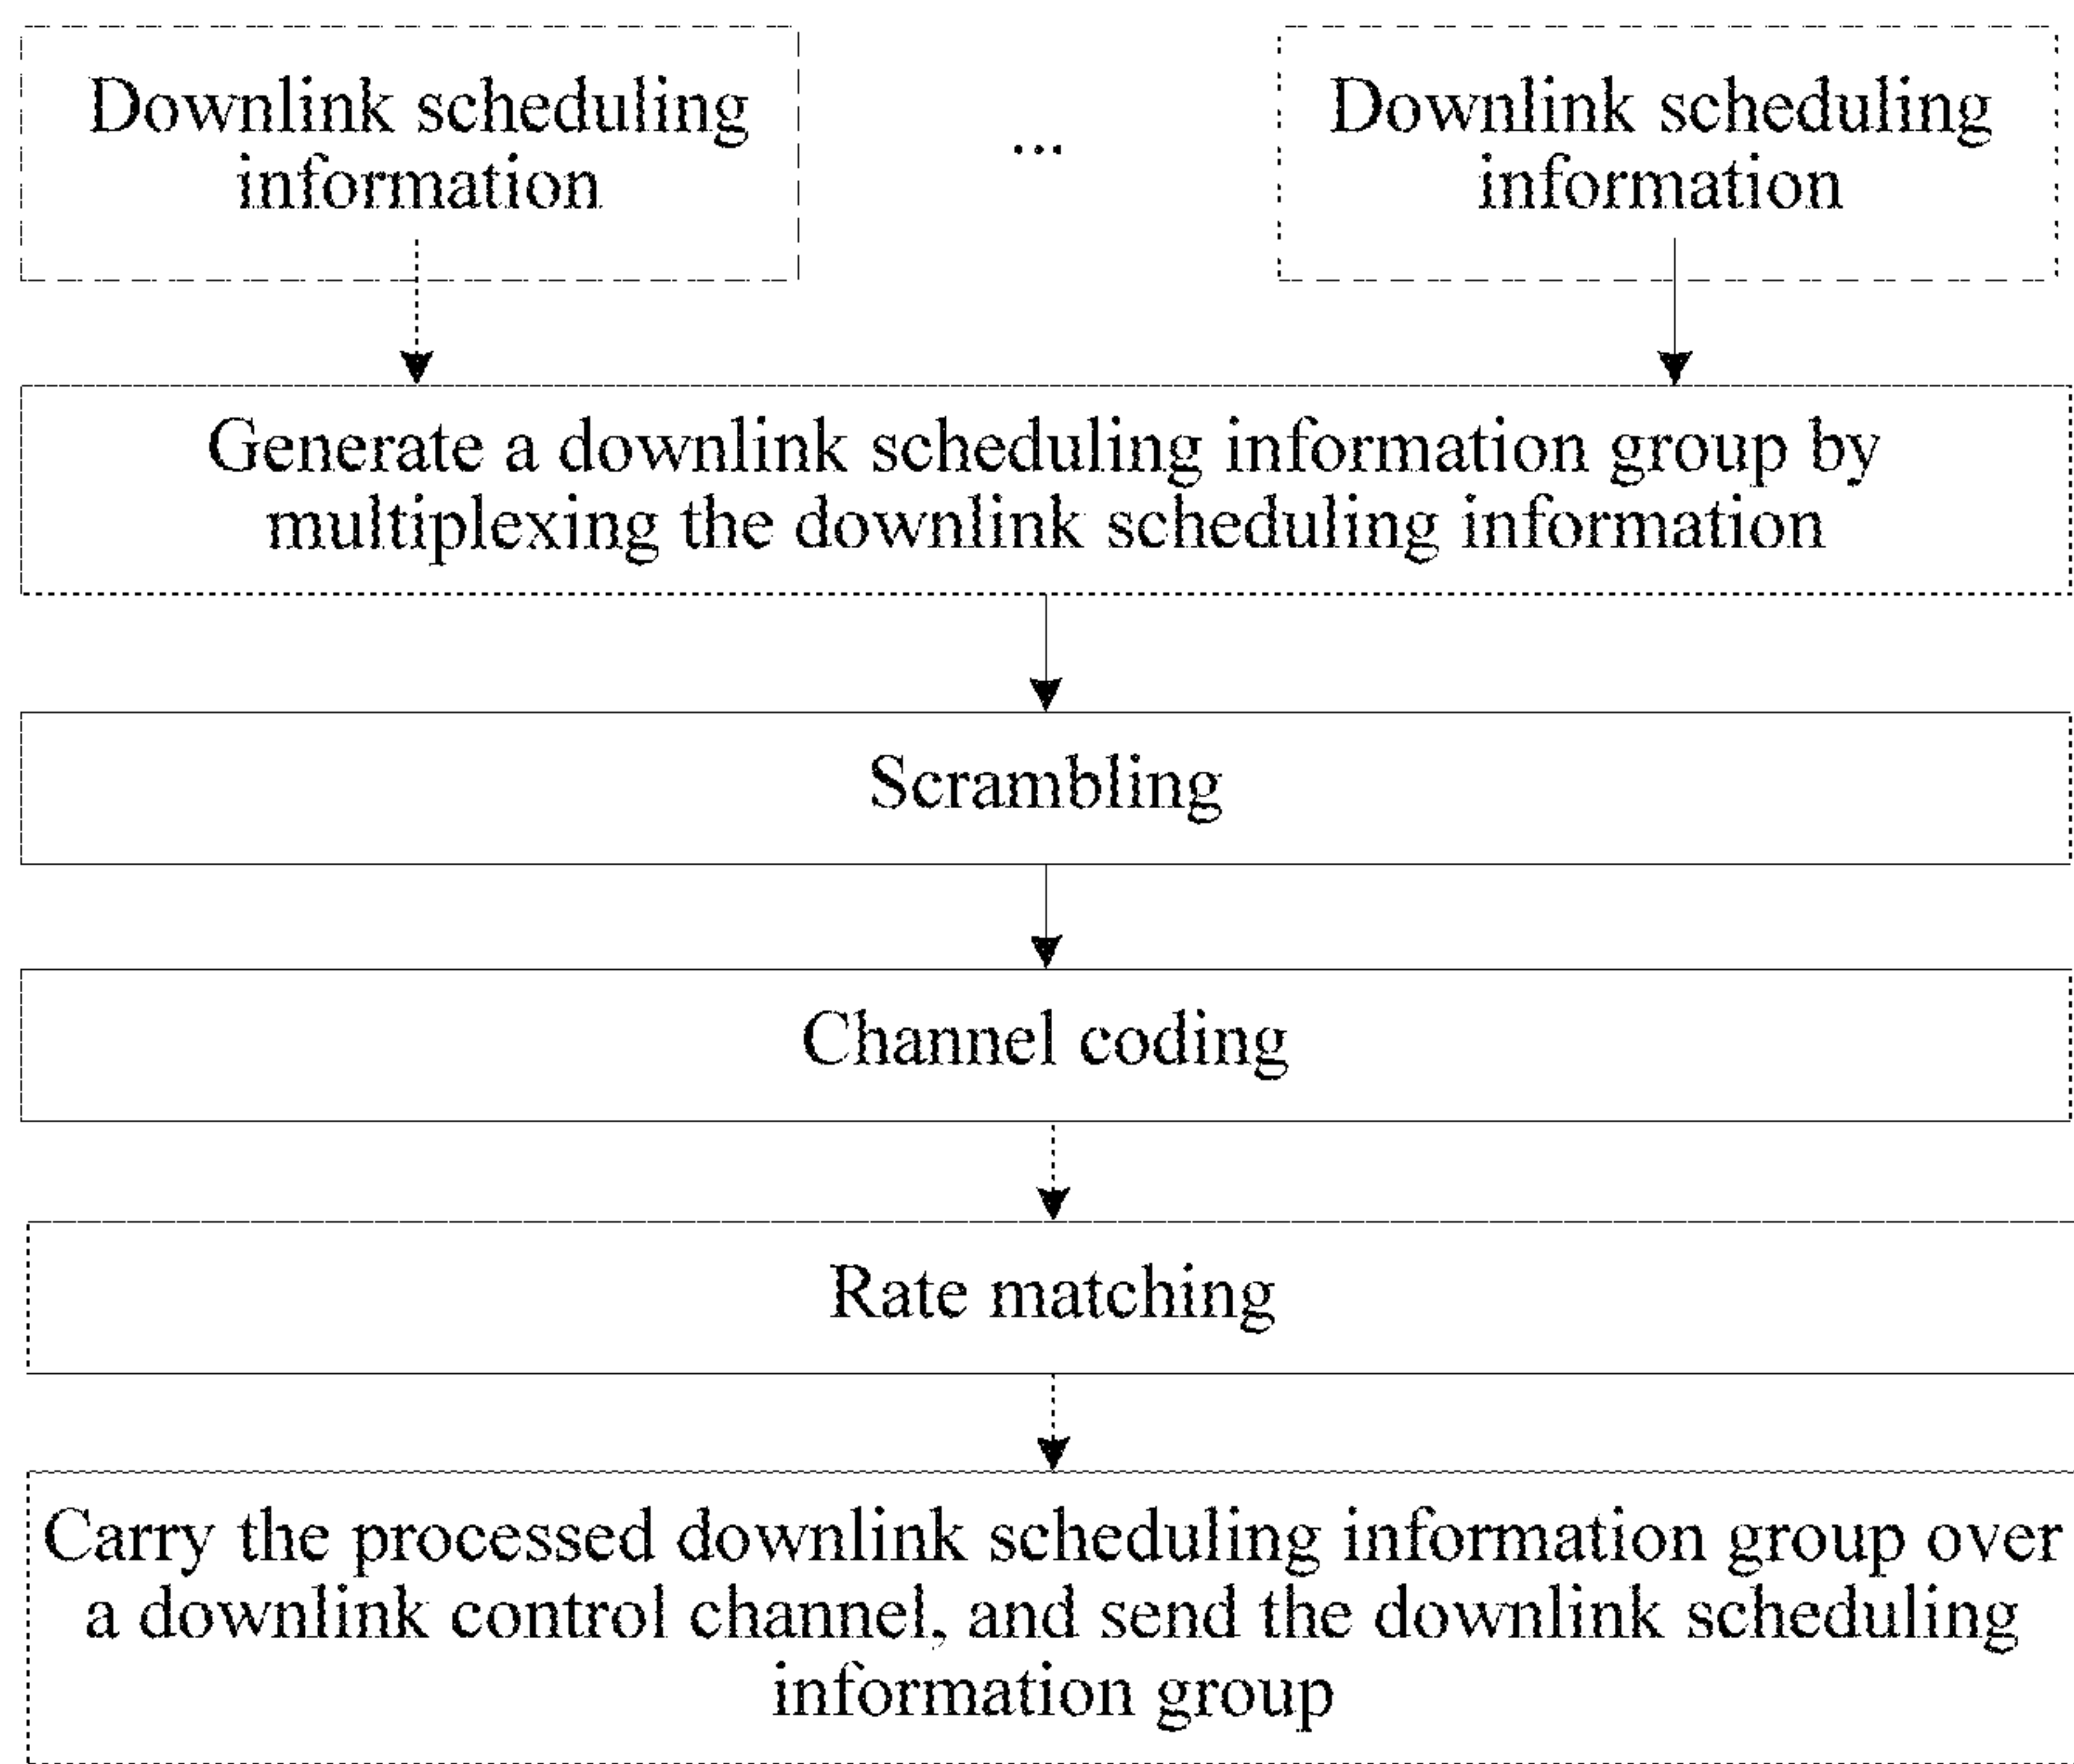 Downlink scheduling
information
...
Downlink scheduling
information
Generate a downlink scheduling information group by
multiplexing the downlink scheduling information
Scrambling
Channel coding
Rate matching
Carry the processed downlink scheduling information group over
a downlink control channel, and send the downlink scheduling
information group